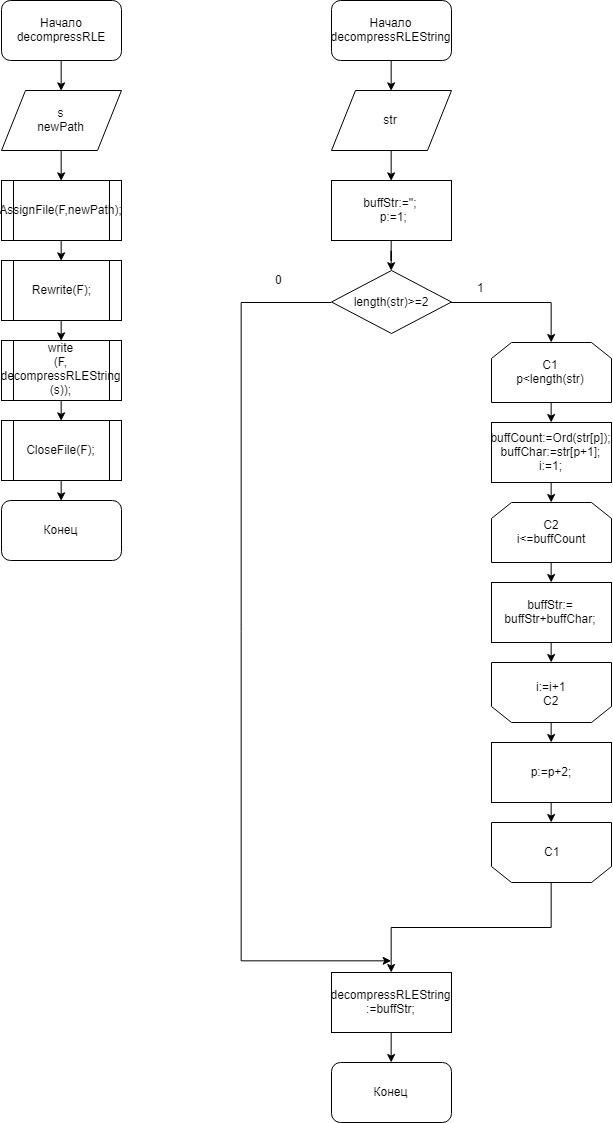 Начало
decompressRLE
s
newPath
AssignFile(F,newPath);
Rewrite(F);
write
(F,
decompressRLEString
(s));
CloseFile(F);
Конец
Начало
decompressRLEString
str
buffStr:='';
p:=1;
length(str)>=2
0
1
C1
p<length(str)
buffCount:=Ord(str[p]);
buffChar:=str[p+1];
i:=1;
C2
i<=buffCount
buffStr:=
buffStr+buffChar;
i:=i+1
C2
p:=p+2;
C1
decompressRLEString
:=buffStr;
Конец